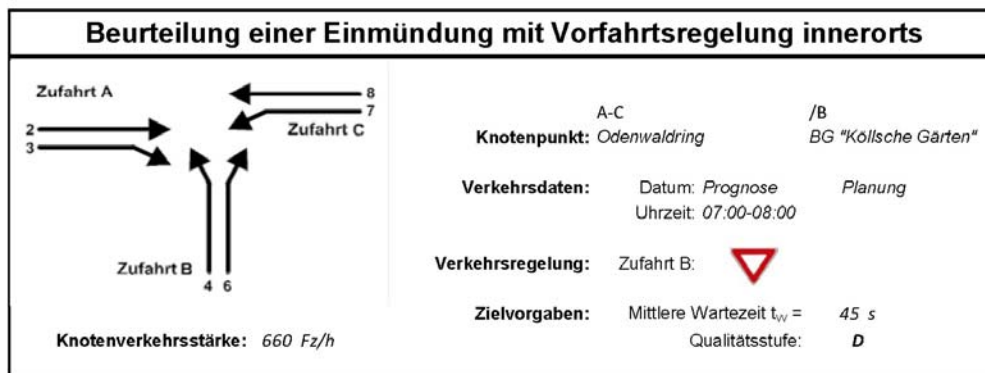 Beurteilung einer Einmündung mit Vorfahrtsregelung innerorts
Zufahrt A
8
7
2
3
Zufahrt C
Zufahrt B
4 6
Knotenverkehrsstärke: 660 Fz/h
A-C /B
Knotenpunkt: Odenwaldring BG "Köllsche Gärten"
Verkehrsdaten: Datum: Prognose Planung
Uhrzeit: 07:00-08:00
Verkehrsregelung: Zufahrt B:
Zielvorgaben: Mittlere Wartezeit tW = 45 s
Qualitätsstufe: D